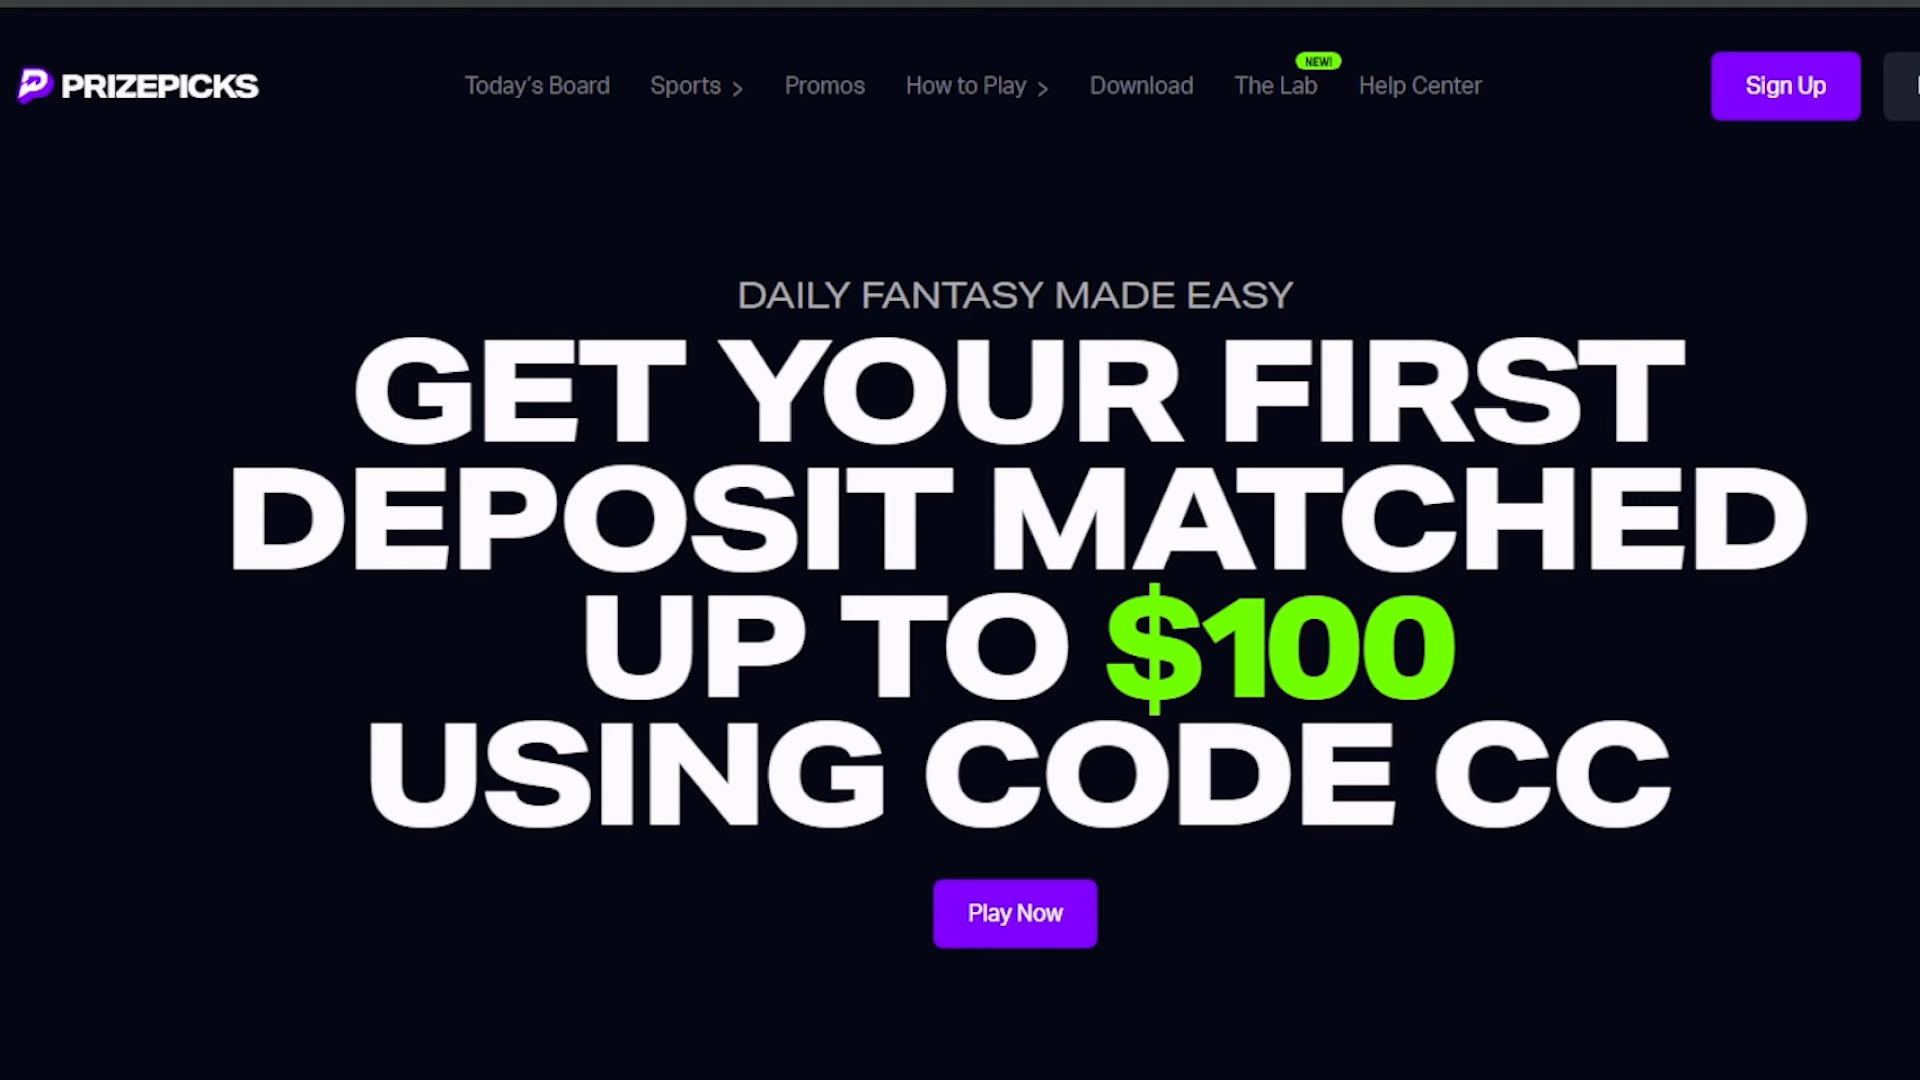 PRIZEPICKS
Today's Board
Sports
Promos
How to Play
Download
The Lab
NEW!
Help Center
Sign Up
DAILY FANTASY MADE EASY
GET YOUR FIRST
DEPOSIT MATCHED
UP TO $100
USING CODE CC
Play Now